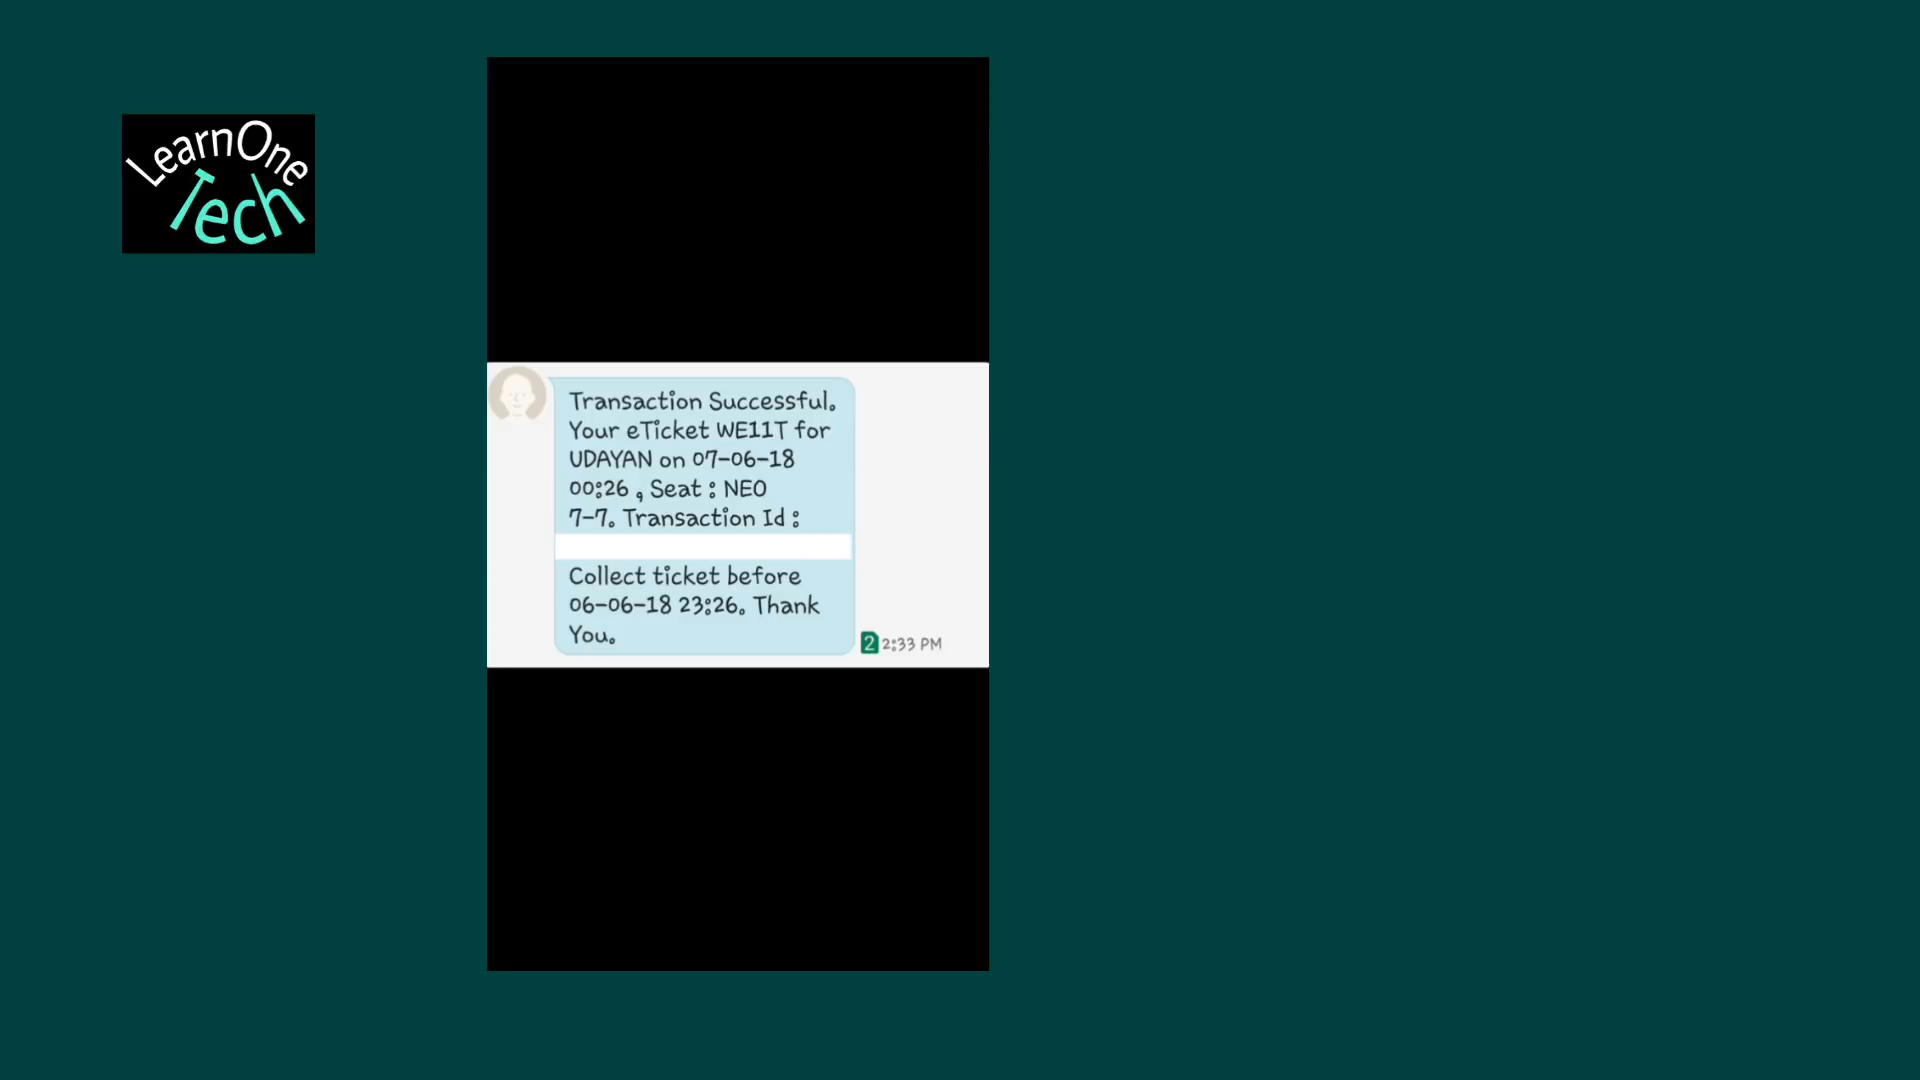 LearnOne
Tech
Transaction Successful.
Your eTicket WE11T for
UDAYAN on 07-06-18
00:26 , Seat : NEO
7-7. Transaction Id :
Collect ticket before
06-06-18 23:26. Thank
You.
2 2:33 PM